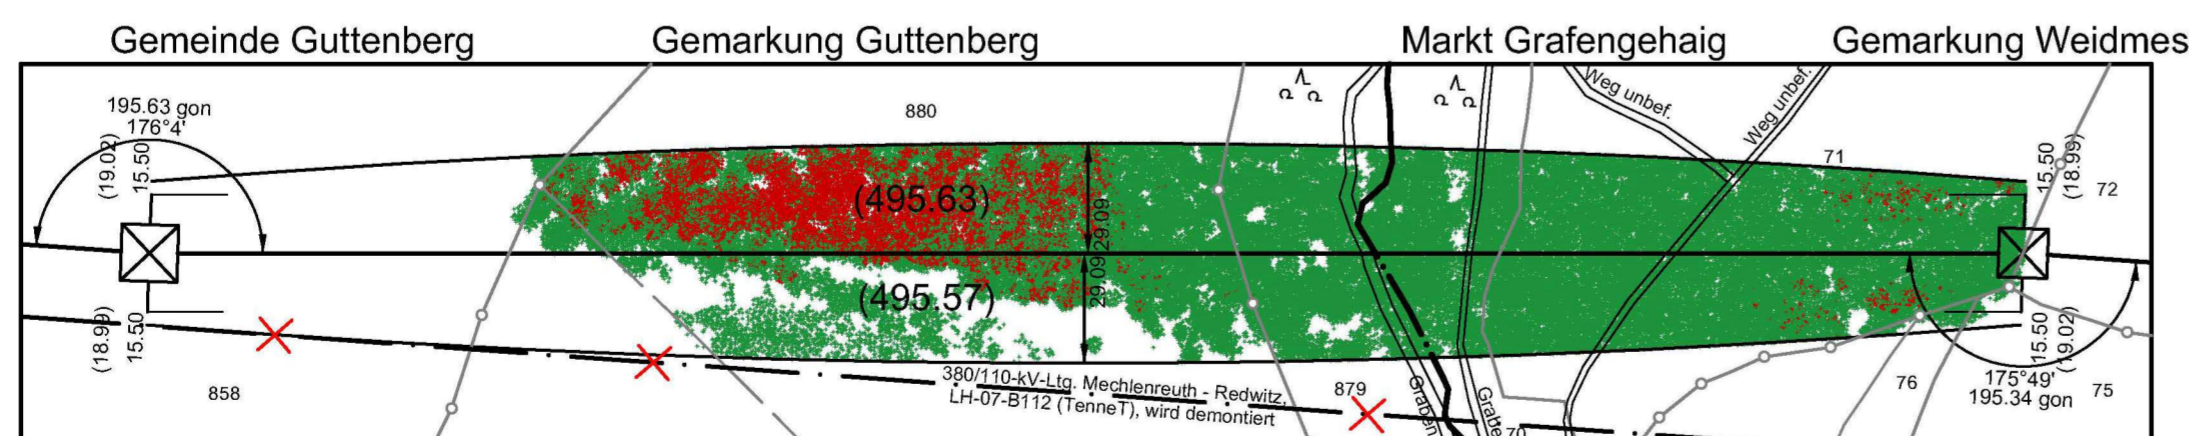 Gemeinde Guttenberg
Gemarkung Guttenberg
Markt Grafengehaig
Gemarkung Weidmes
195.63 gon
176°4'
(19.02)
15.50
880
Weg unbef.
Weg unbef.
71
15.50
(18.99)
72
(495.63)
29.09
29.09
(495.57)
(18.99)
15.50
858
380/110-kV-Ltg. Mechlenreuth - Redwitz,
LH-07-B112 (TenneT), wird demontiert
879
Graben
Grabe
70
76
15.50
(19.02)
175°49'
195.34 gon
75